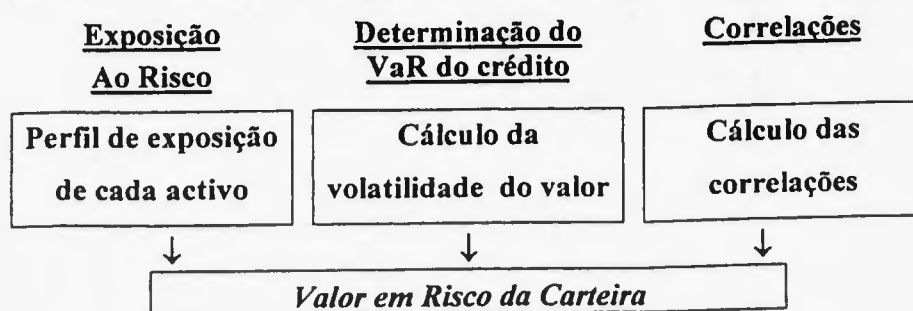 Exposição
Ao Risco
Determinação do
VaR do crédito
Correlações
Perfil de exposição
de cada activo
Cálculo da
volatilidade do valor
Cálculo das
correlações
Valor em Risco da Carteira